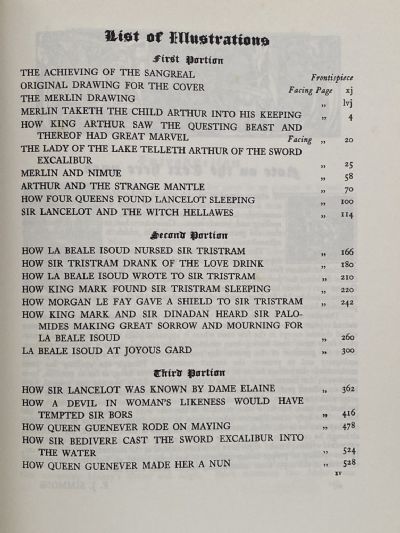 List of Illustrations
First Portion
THE ACHIEVING OF THE SANGREAL Frontispiece
ORIGINAL DRAWING FOR THE COVER Facing Page xj
THE MERLIN DRAWING „ lvj
MERLIN TAKETH THE CHILD ARTHUR INTO HIS KEEPING „ 4
HOW KING ARTHUR SAW THE QUESTING BEAST AND
THEREOF HAD GREAT MARVEL Facing „ 20
THE LADY OF THE LAKE TELLETH ARTHUR OF THE SWORD
EXCALIBUR „ 25
MERLIN AND NIMUE „ 58
ARTHUR AND THE STRANGE MANTLE „ 70
HOW FOUR QUEENS FOUND LANCELOT SLEEPING „ 100
SIR LANCELOT AND THE WITCH HELLAWES „ 114
Second Portion
HOW LA BEALE ISOUD NURSED SIR TRISTRAM „ 166
HOW SIR TRISTRAM DRANK OF THE LOVE DRINK „ 180
HOW LA BEALE ISOUD WROTE TO SIR TRISTRAM „ 210
HOW KING MARK FOUND SIR TRISTRAM SLEEPING „ 220
HOW MORGAN LE FAY GAVE A SHIELD TO SIR TRISTRAM „ 242
HOW KING MARK AND SIR DINADAN HEARD SIR PALO-
MIDES MAKING GREAT SORROW AND MOURNING FOR
LA BEALE ISOUD „ 260
LA BEALE ISOUD AT JOYOUS GARD „ 300
Third Portion
HOW SIR LANCELOT WAS KNOWN BY DAME ELAINE „ 362
HOW A DEVIL IN WOMAN'S LIKENESS WOULD HAVE
TEMPTED SIR BORS „ 416
HOW QUEEN GUENEVER RODE ON MAYING „ 478
HOW SIR BEDIVERE CAST THE SWORD EXCALIBUR INTO
THE WATER „ 524
HOW QUEEN GUENEVER MADE HER A NUN „ 528
xv